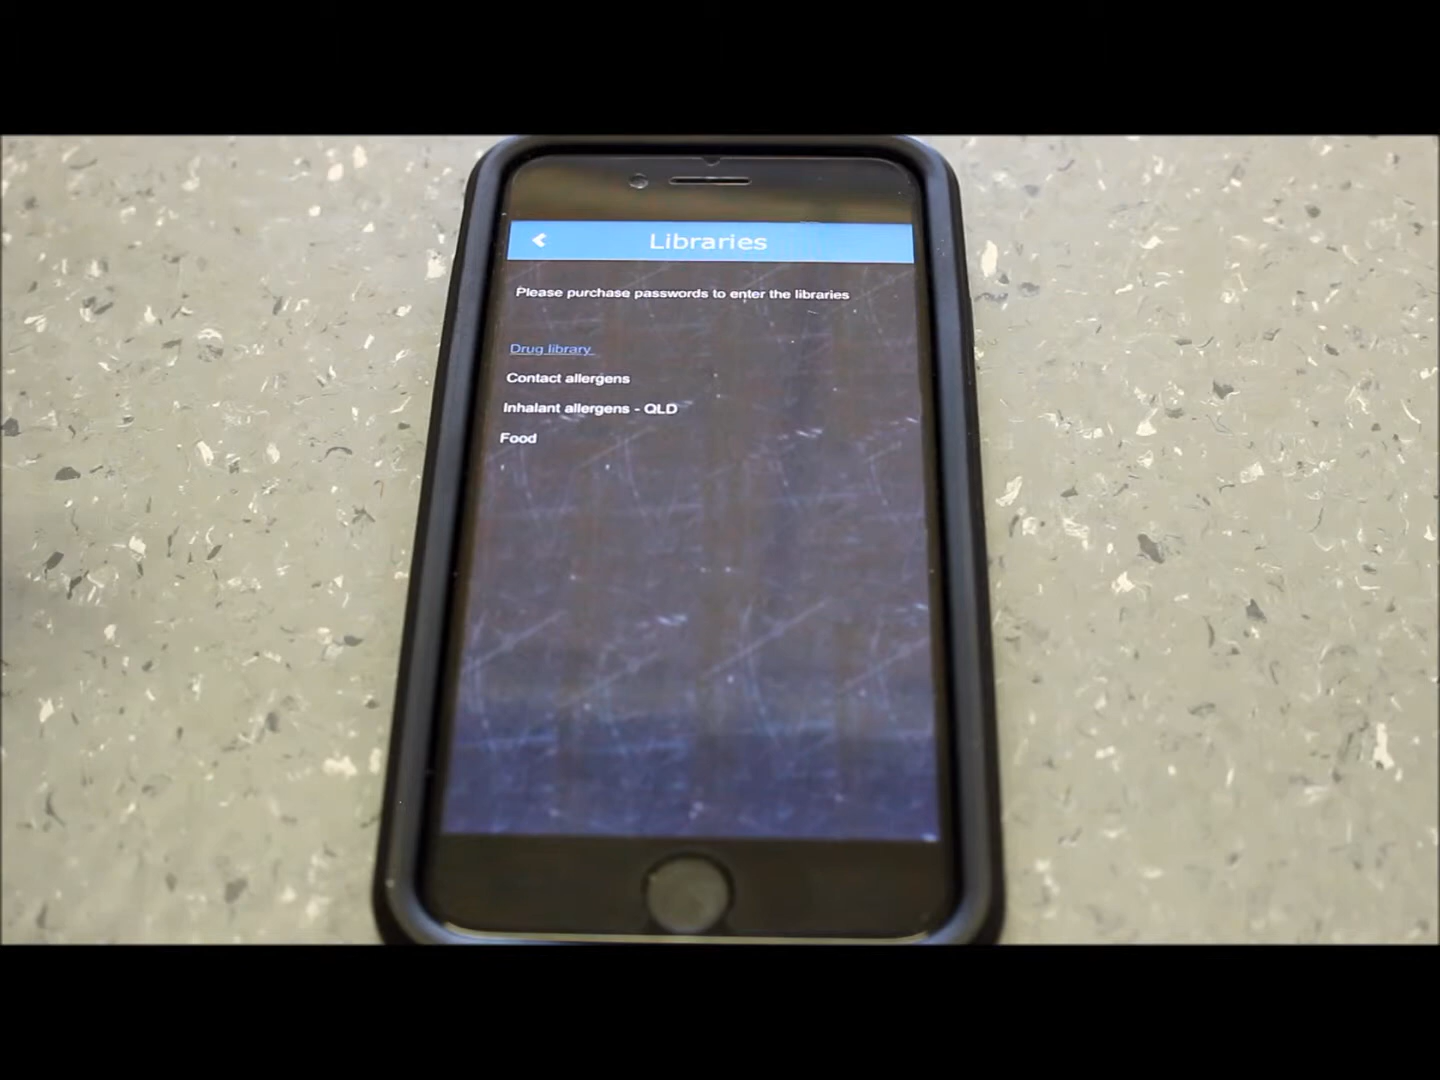 Libraries
Please purchase passwords to enter the libraries
Drug library
Contact allergens
Inhalant allergens - QLD
Food